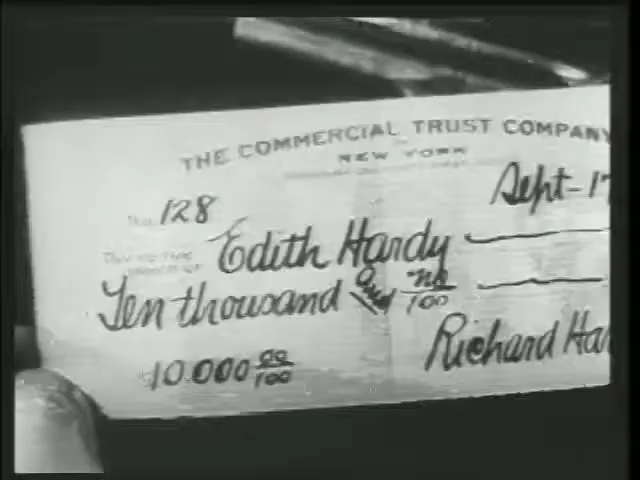 THE COMMERCIAL TRUST COMPANY
NEW YORK
No. 128
Sept-17
Edith Hardy
Ten thousand and no/100
$10.000 00/100
Richard Har